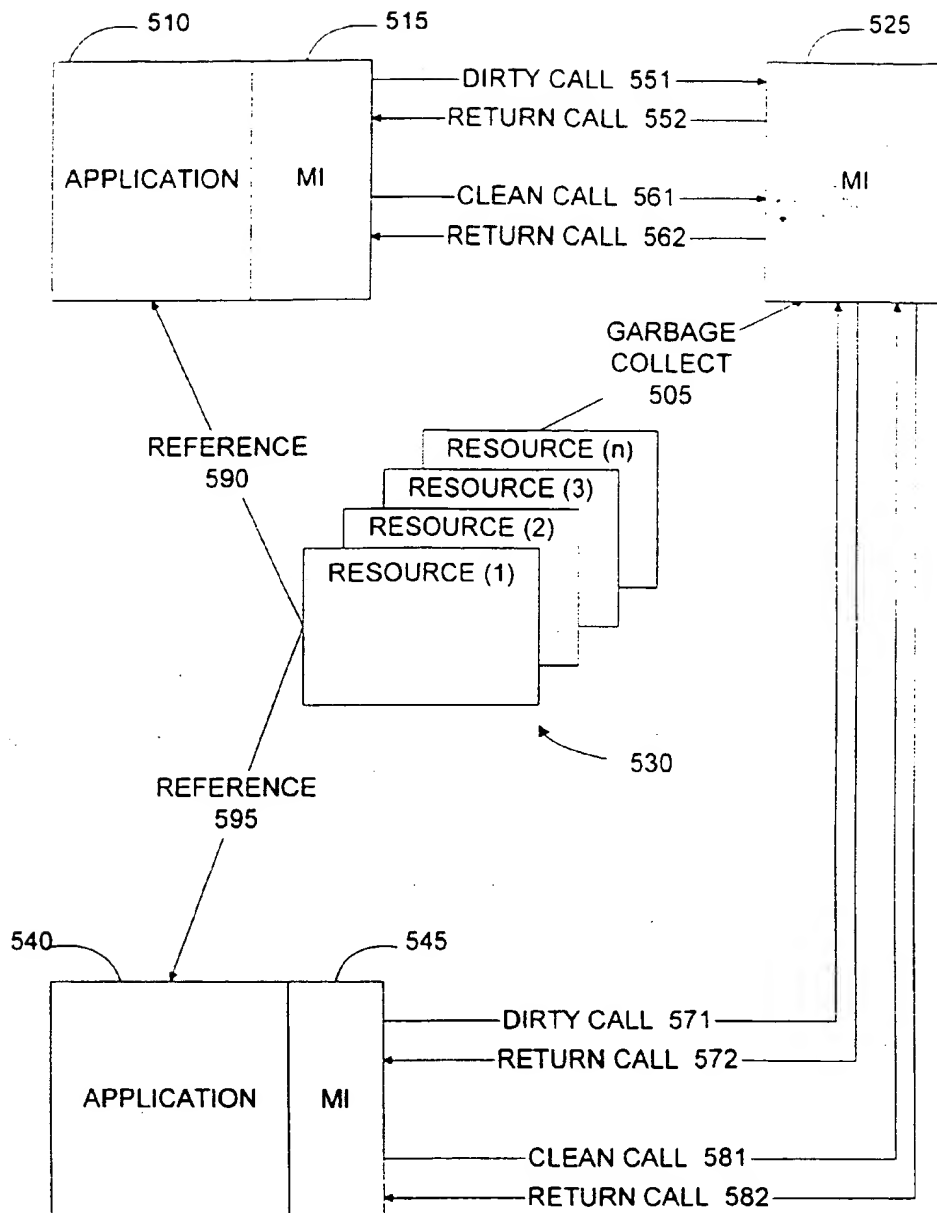 510
515
525
DIRTY CALL 551
RETURN CALL 552
APPLICATION
MI
MI
CLEAN CALL 561
RETURN CALL 562
GARBAGE
COLLECT
505
REFERENCE
590
RESOURCE (n)
RESOURCE (3)
RESOURCE (2)
RESOURCE (1)
530
REFERENCE
595
540
545
DIRTY CALL 571
RETURN CALL 572
APPLICATION
MI
CLEAN CALL 581
RETURN CALL 582